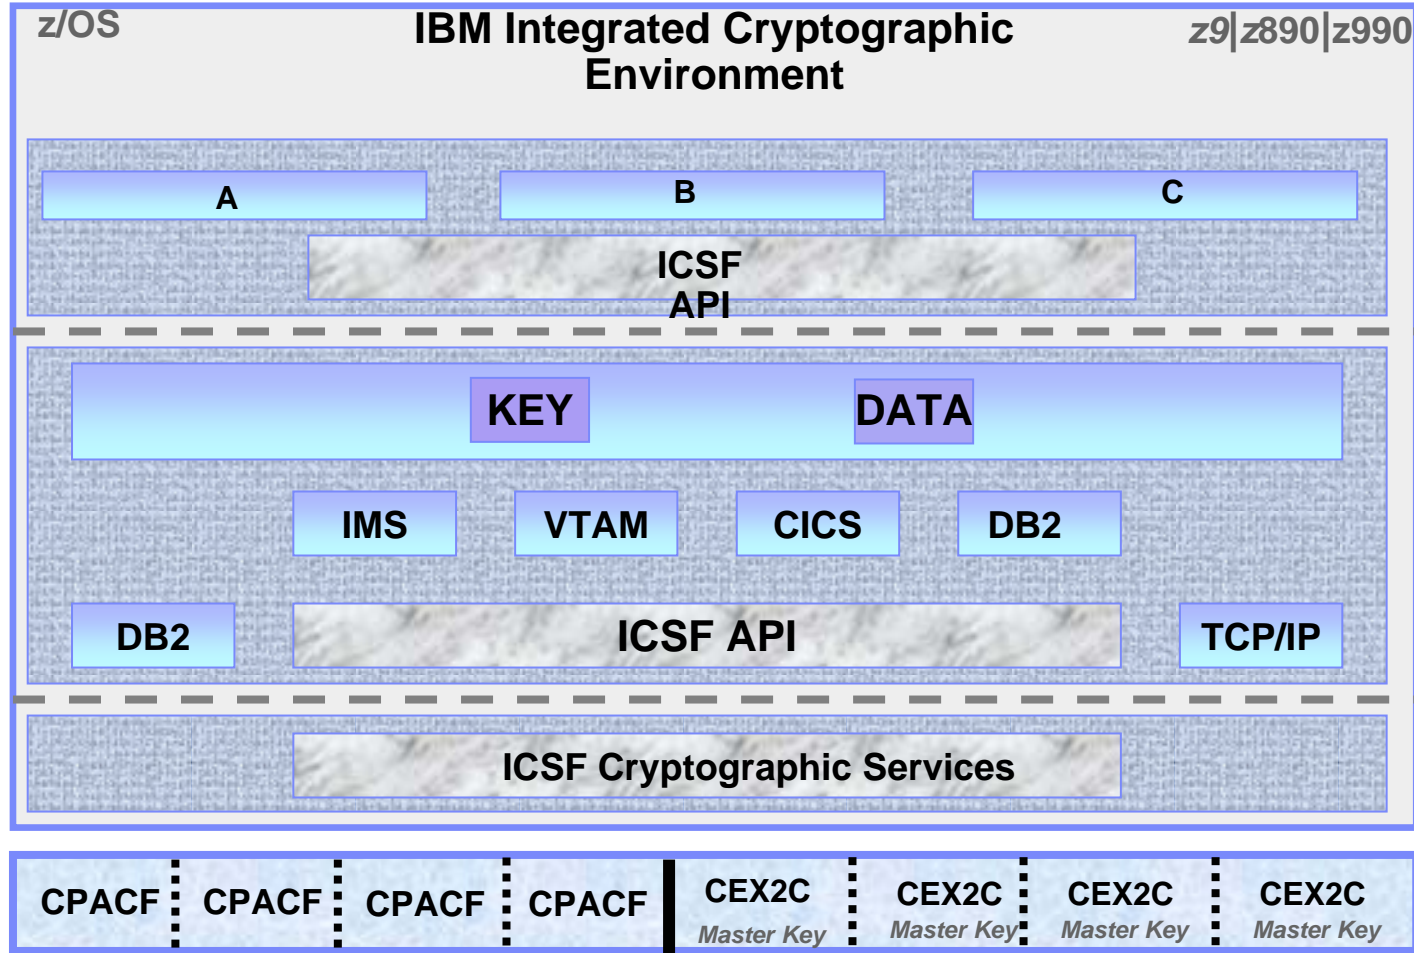 z/OS
IBM Integrated Cryptographic
Environment
z9|z890|z990
A
B
C
ICSF
API
KEY
DATA
IMS
VTAM
CICS
DB2
DB2
ICSF API
TCP/IP
ICSF Cryptographic Services
CPACF
CPACF
CPACF
CPACF
CEX2C
Master Key
CEX2C
Master Key
CEX2C
Master Key
CEX2C
Master Key